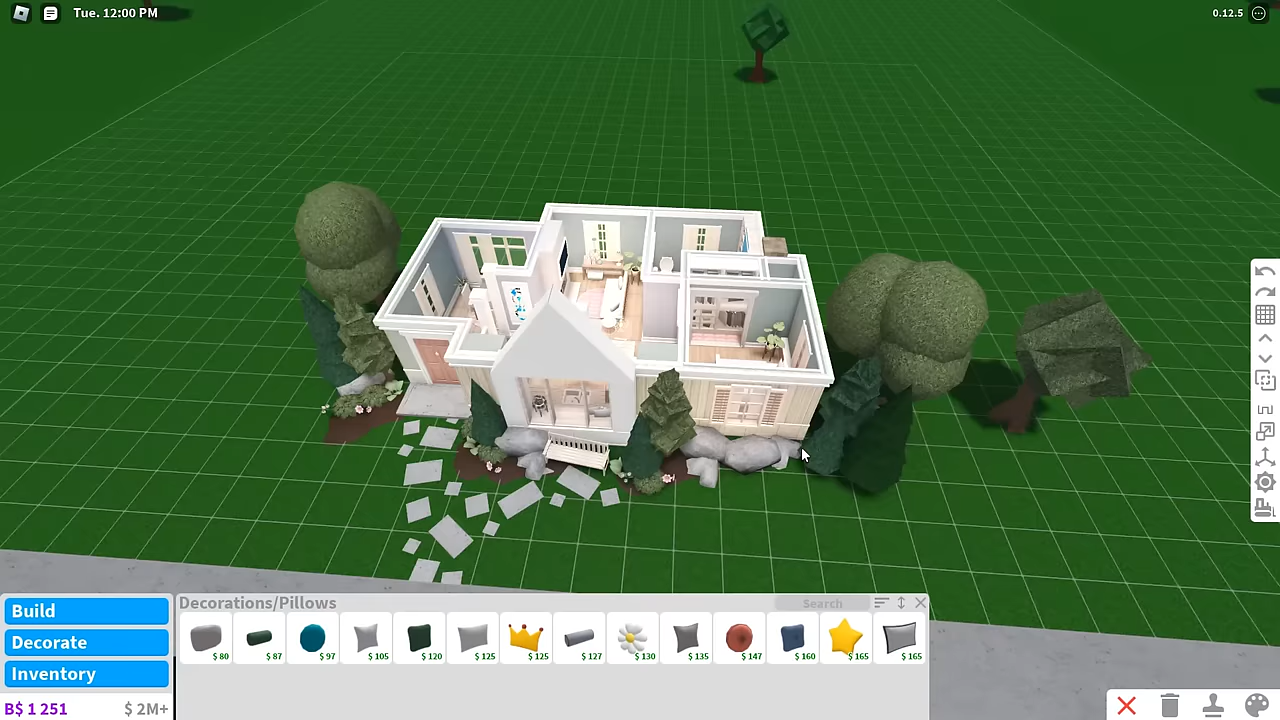 Tue. 12:00 PM
0.12.5
Build
Decorate
Inventory
B$ 1 251
$ 2M+
Decorations/Pillows
Search
$ 80
$ 87
$ 97
$ 105
$ 120
$ 125
$ 125
$ 127
$ 130
$ 135
$ 147
$ 160
$ 165
$ 165